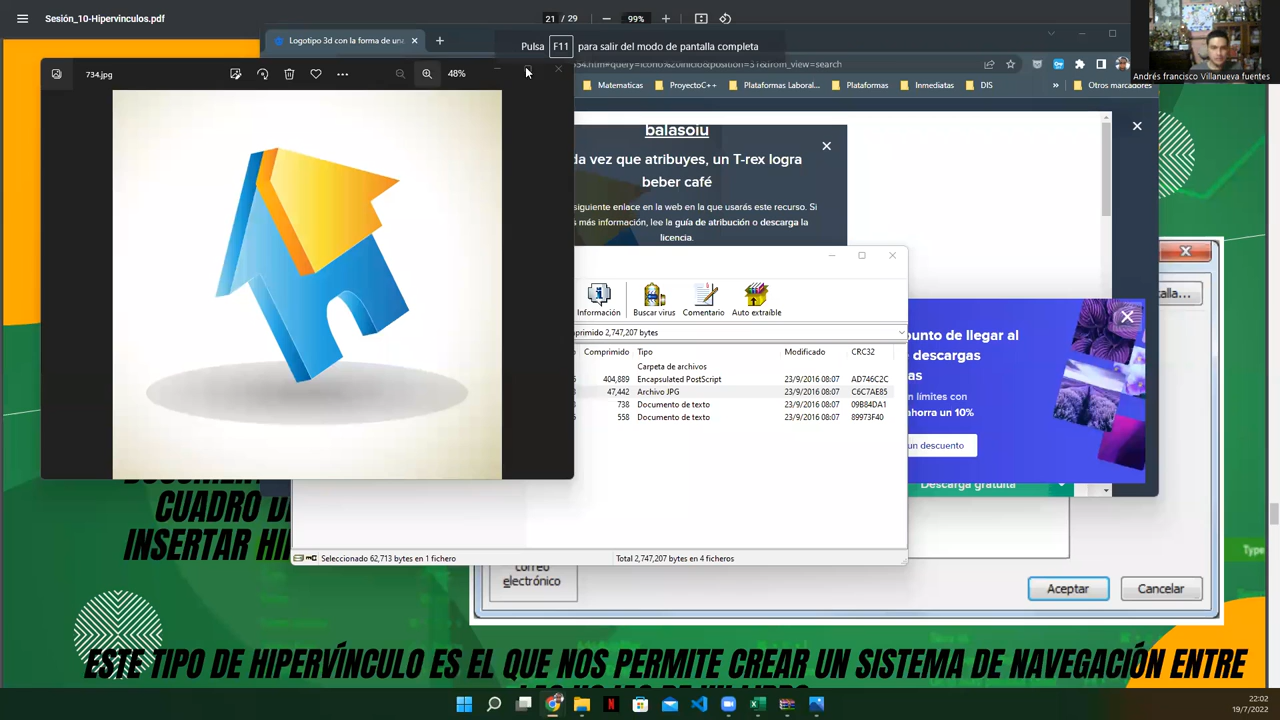 Sesión_10-Hipervinculos.pdf
21 / 29
99%
Logotipo 3d con la forma de una
Pulsa F11 para salir del modo de pantalla completa
Andrés francisco Villanueva fuentes
734.jpg
48%
Matematicas
ProyectoC++
Plataformas Laboral...
Plataformas
Inmediatas
DIS
Otros marcadores
balasoiu
da vez que atribuyes, un T-rex logra
beber café
siguiente enlace en la web en la que usarás este recurso. Si
s más información, lee la guía de atribución o descarga la
licencia.
Información
Buscar virus
Comentario
Auto extraíble
primido 2,747,207 bytes
Comprimido Tipo Modificado CRC32
Carpeta de archivos
404,889 Encapsulated PostScript 23/9/2016 08:07 AD746C2C
47,442 Archivo JPG 23/9/2016 08:07 C6C7AE85
738 Documento de texto 23/9/2016 08:07 09B84DA1
558 Documento de texto 23/9/2016 08:07 89973F40
alla...
punto de llegar al
descargas
as
n límites con
ahorra un 10%
un descuento
Descarga gratuita
CUADRO D
INSERTAR HI
Seleccionado 62,713 bytes en 1 fichero
Total 2,747,207 bytes en 4 ficheros
correo
electrónico
Aceptar
Cancelar
ESTE TIPO DE HIPERVÍNCULO ES EL QUE NOS PERMITE CREAR UN SISTEMA DE NAVEGACIÓN ENTRE
22:02
19/7/2022